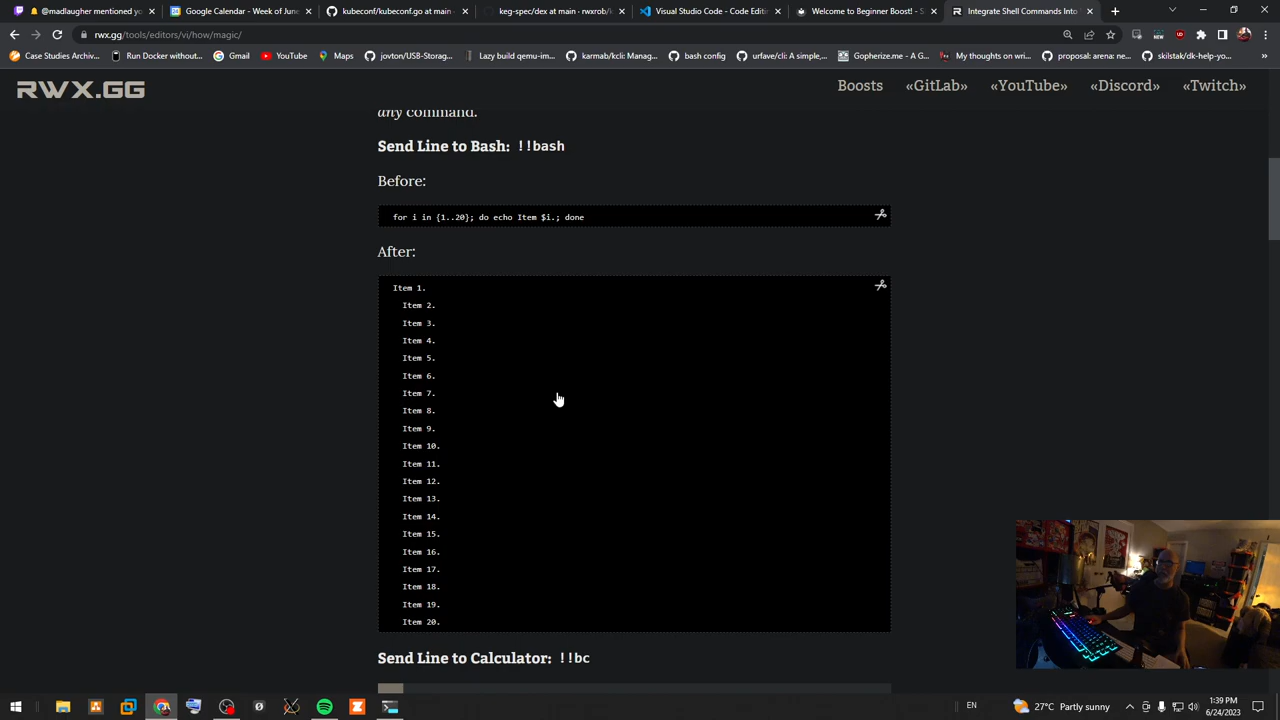 @madlaugher mentioned yo
Google Calendar - Week of June
kubeconf/kubeconf.go at main
keg-spec/dex at main · rwxrob/k
Visual Studio Code - Code Editin
Welcome to Beginner Boost! - S
Integrate Shell Commands Into
rwx.gg/tools/editors/vi/how/magic/
Case Studies Archiv...
Run Docker without...
Gmail
YouTube
Maps
jovton/USB-Storag...
Lazy build qemu-im...
karmab/kcli: Manag...
bash config
urfave/cli: A simple,...
Gopherize.me - A G...
My thoughts on wri...
proposal: arena: ne...
skilstak/dk-help-yo...
RWX.GG
Boosts
«GitLab»
«YouTube»
«Discord»
«Twitch»
any command.
Send Line to Bash: !!bash
Before:
for i in {1..20}; do echo Item $i.; done
After:
Item 1.
Item 2.
Item 3.
Item 4.
Item 5.
Item 6.
Item 7.
Item 8.
Item 9.
Item 10.
Item 11.
Item 12.
Item 13.
Item 14.
Item 15.
Item 16.
Item 17.
Item 18.
Item 19.
Item 20.
Send Line to Calculator: !!bc
27°C Partly sunny
EN
1:39 PM
6/24/2023